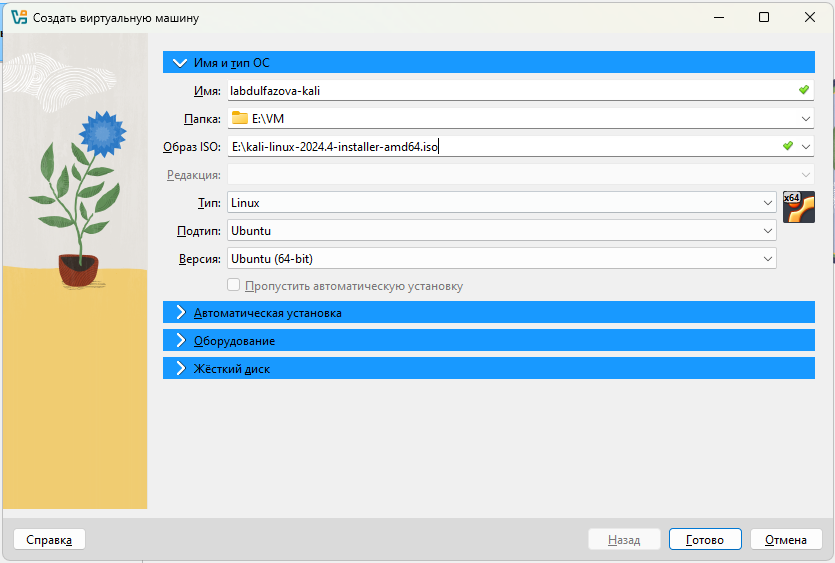 Создать виртуальную машину
Имя и тип ОС
Имя: labdulfazova-kali
Папка: E:\VM
Образ ISO: E:\kali-linux-2024.4-installer-amd64.iso
Редакция:
Тип: Linux
x64
Подтип: Ubuntu
Версия: Ubuntu (64-bit)
Пропустить автоматическую установку
Автоматическая установка
Оборудование
Жёсткий диск
Справка Назад Готово Отмена